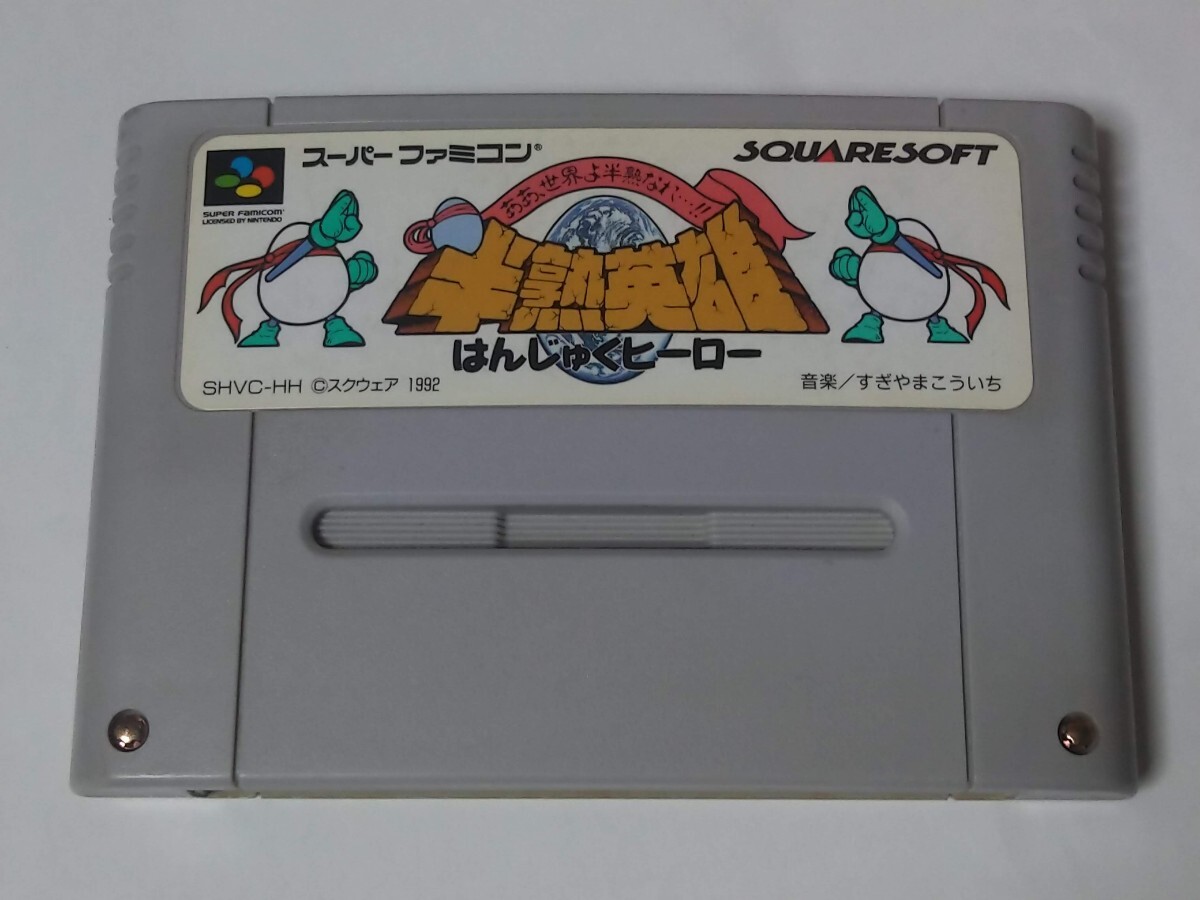 スーパーファミコン®
SQUARESOFT
SUPER FAMICOM®
LICENSED BY NINTENDO
ああ、世界よ半熟なれ…!!
半熟英雄
はんじゅくヒーロー
SHVC-HH ©スクウェア 1992
音楽/すぎやまこういち